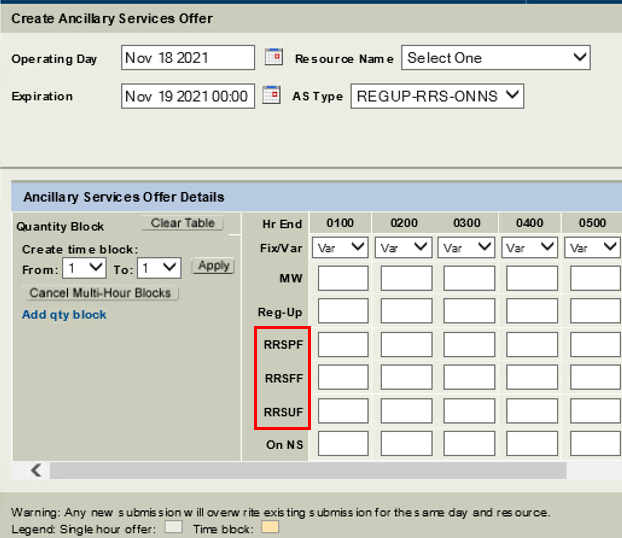 Create Ancillary Services Offer
Operating Day Nov 18 2021 Resource Name Select One
Expiration Nov 19 2021 00:00 AS Type REGUP-RRS-ONNS
Ancillary Services Offer Details
Quantity Block Clear Table Hr End 0100 0200 0300 0400 0500
Create time block: Fix/Var Var Var Var Var Var
From: 1 To: 1 Apply
MW
Cancel Multi-Hour Blocks
Add qty block Reg-Up
RRSPF
RRSFF
RRSUF
On NS
Warning: Any new submission will overwrite existing submission for the same day and resource.
Legend: Single hour offer: Time block: